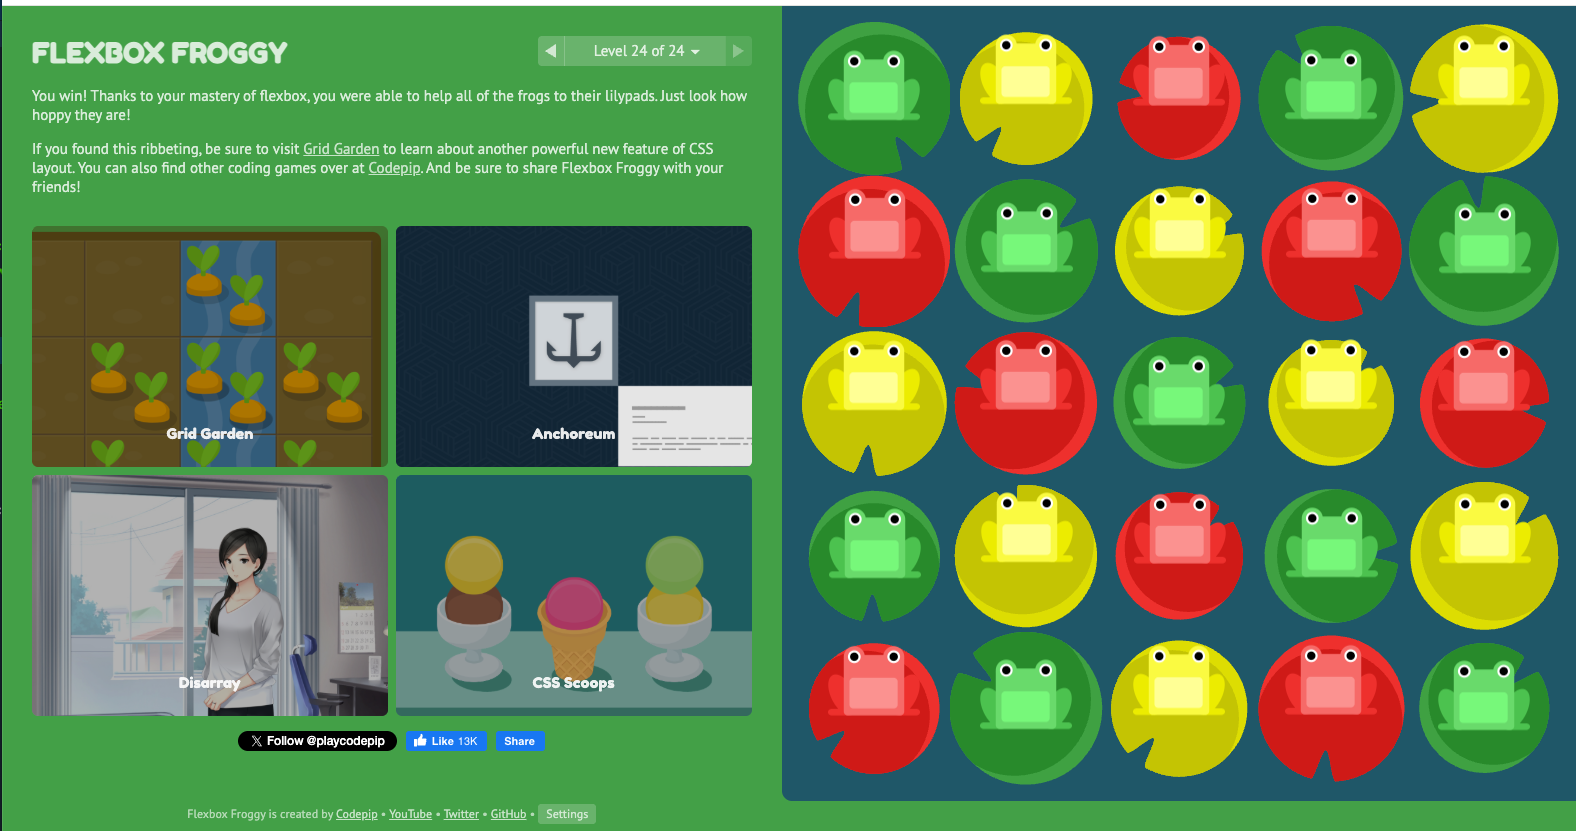 FLEXBOX FROGGY
Level 24 of 24
You win! Thanks to your mastery of flexbox, you were able to help all of the frogs to their lilypads. Just look how
hoppy they are!
If you found this ribbeting, be sure to visit Grid Garden to learn about another powerful new feature of CSS
layout. You can also find other coding games over at Codepip. And be sure to share Flexbox Froggy with your
friends!
Grid Garden
Anchoreum
Disarray
CSS Scoops
X Follow @playcodepip
Like 13K
Share
Flexbox Froggy is created by Codepip • YouTube • Twitter • GitHub • Settings